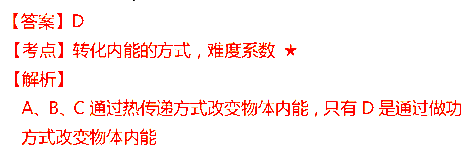 【答案】D
【考点】转化内能的方式，难度系数 ★
【解析】
A、B、C通过热传递方式改变物体内能，只有D是通过做功
方式改变物体内能